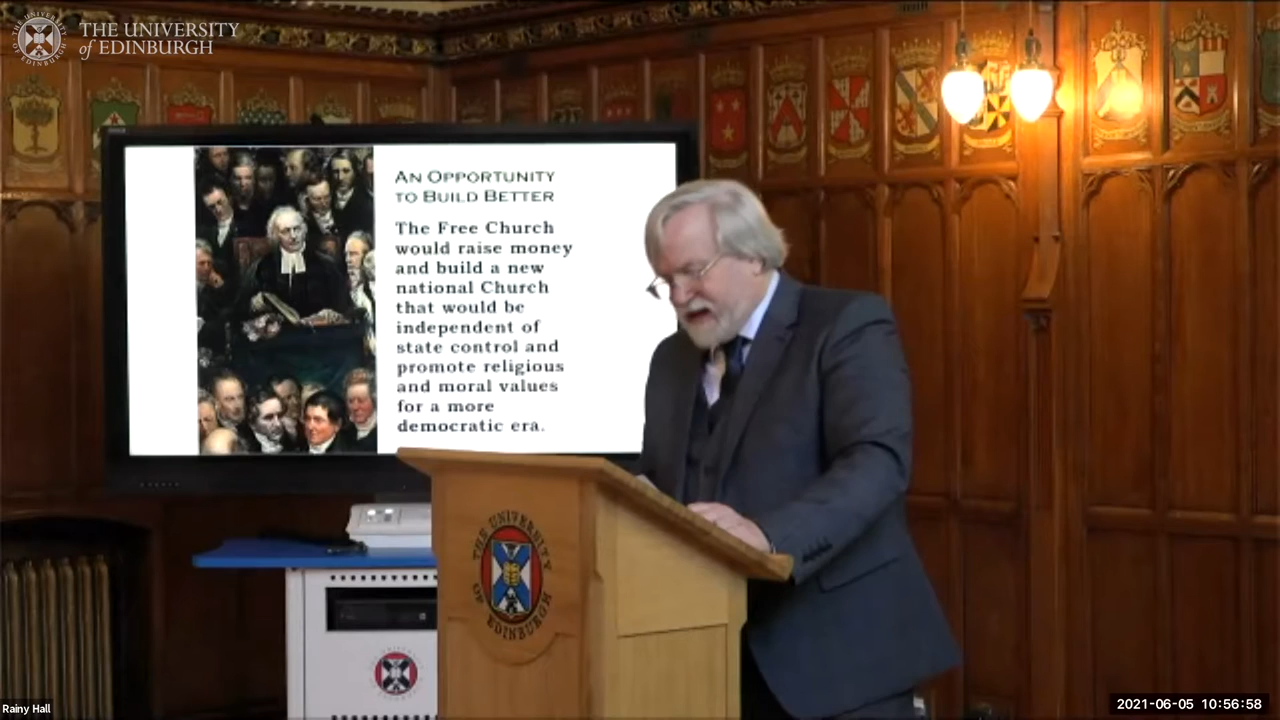 THE UNIVERSITY
of EDINBURGH
AN OPPORTUNITY
TO BUILD BETTER
The Free Church
would raise money
and build a new
national Church
that would be
independent of
state control and
promote religious
and moral values
for a more
democratic era.
THE UNIVERSITY
OF EDINBURGH
Rainy Hall
2021-06-05 10:56:58